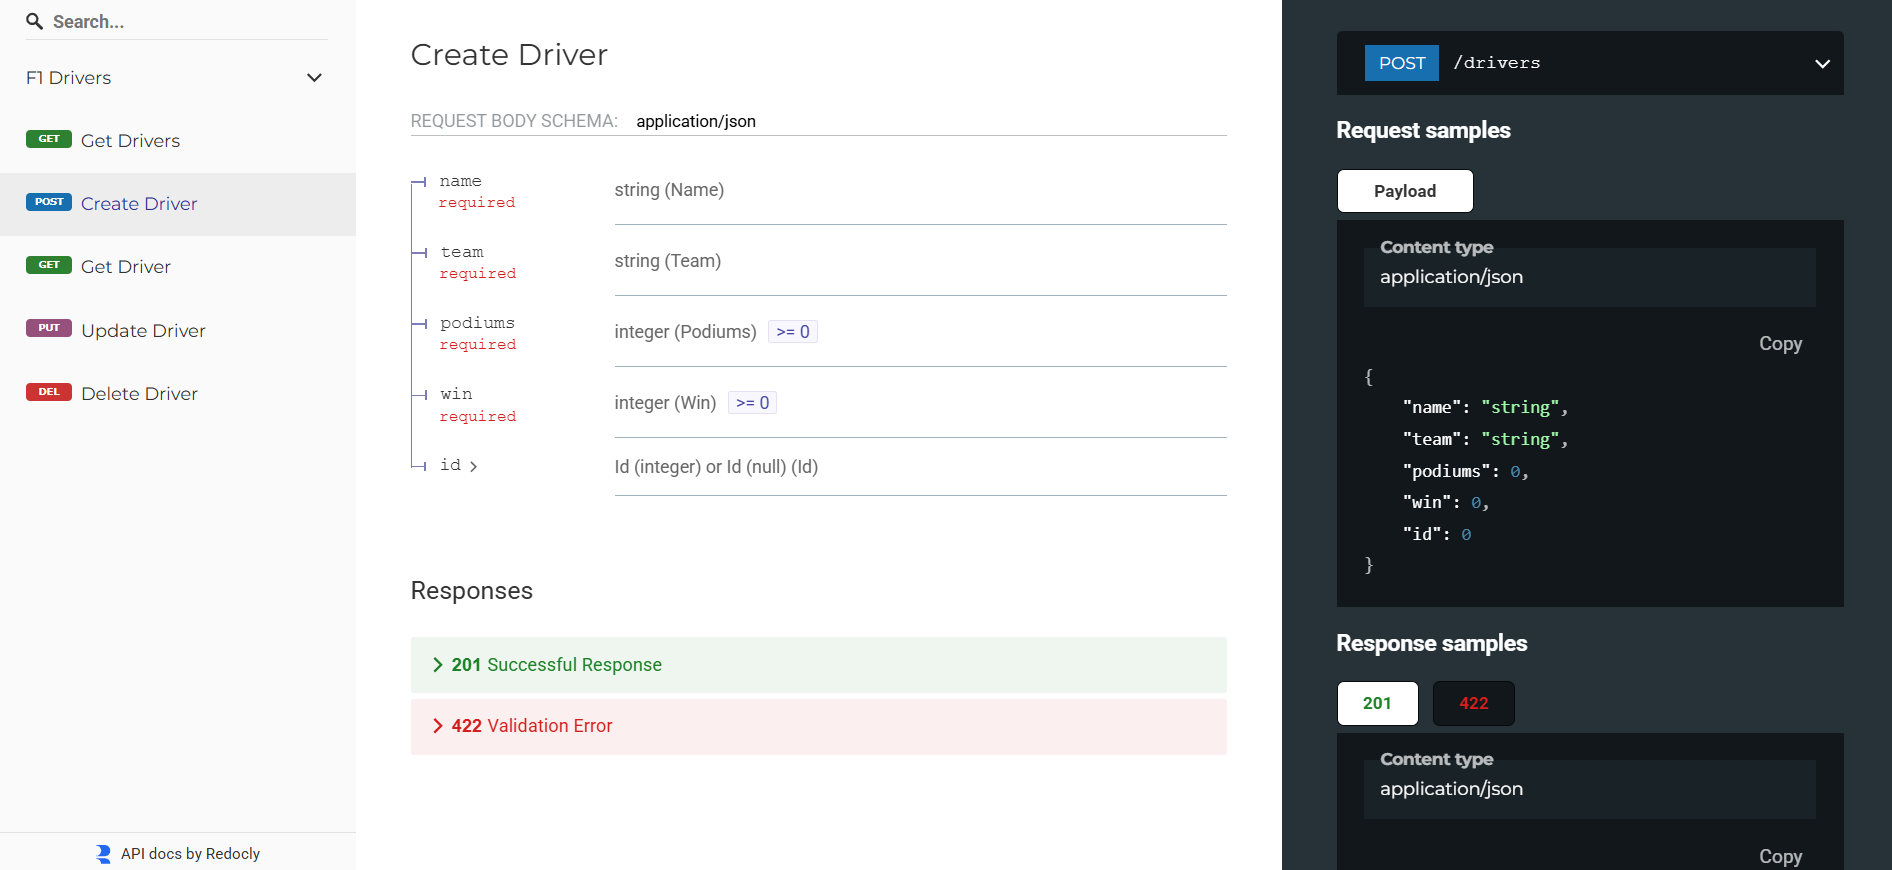 Search...
F1 Drivers
GET Get Drivers
POST Create Driver
GET Get Driver
PUT Update Driver
DEL Delete Driver
API docs by Redocly
Create Driver
REQUEST BODY SCHEMA: application/json
name
required
string (Name)
team
required
string (Team)
podiums
required
integer (Podiums) >= 0
win
required
integer (Win) >= 0
id
Id (integer) or Id (null) (Id)
Responses
201 Successful Response
422 Validation Error
POST /drivers
Request samples
Payload
Content type
application/json
Copy
{
"name": "string",
"team": "string",
"podiums": 0,
"win": 0,
"id": 0
}
Response samples
201 422
Content type
application/json
Copy